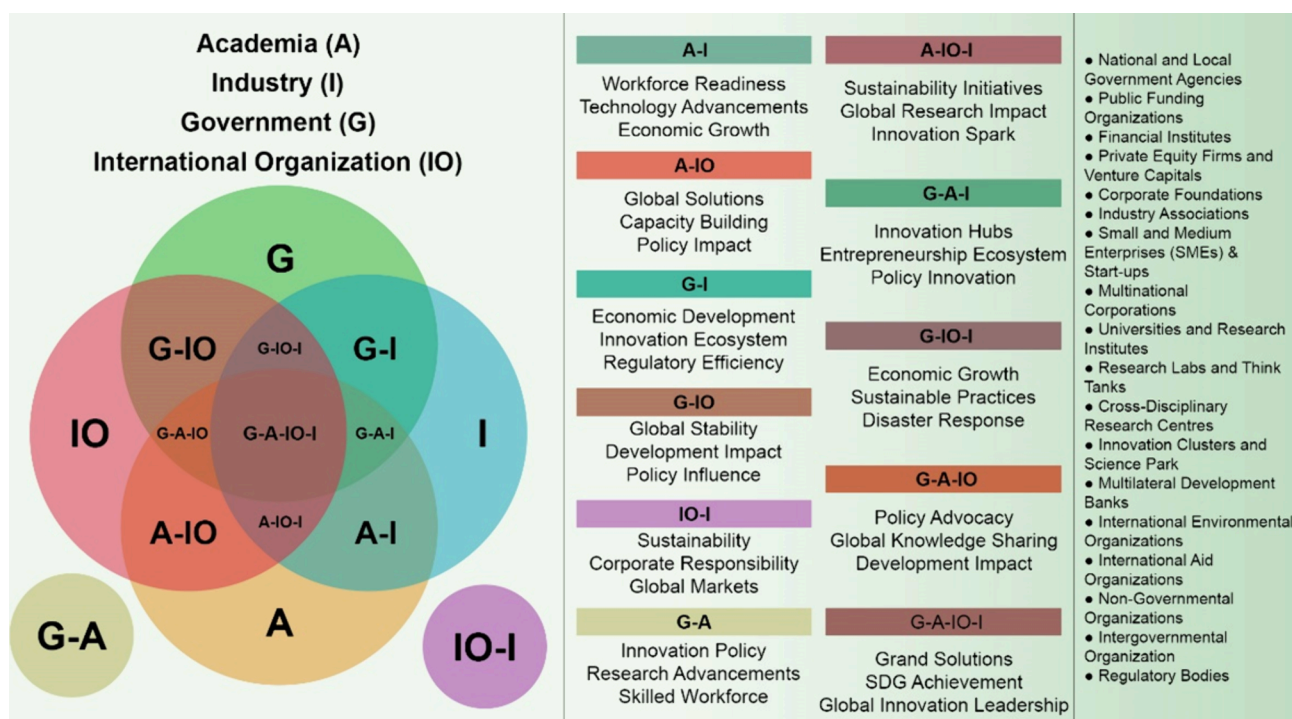 Academia (A)
Industry (I)
Government (G)
International Organization (IO)
G
G-IO
G-IO-I
G-I
IO
G-A-IO
G-A-IO-I
G-A-I
I
A-IO
A-IO-I
A-I
A
G-A
IO-I
A-I
Workforce Readiness
Technology Advancements
Economic Growth
A-IO
Global Solutions
Capacity Building
Policy Impact
G-I
Economic Development
Innovation Ecosystem
Regulatory Efficiency
G-IO
Global Stability
Development Impact
Policy Influence
IO-I
Sustainability
Corporate Responsibility
Global Markets
G-A
Innovation Policy
Research Advancements
Skilled Workforce
A-IO-I
Sustainability Initiatives
Global Research Impact
Innovation Spark
G-A-I
Innovation Hubs
Entrepreneurship Ecosystem
Policy Innovation
G-IO-I
Economic Growth
Sustainable Practices
Disaster Response
G-A-IO
Policy Advocacy
Global Knowledge Sharing
Development Impact
G-A-IO-I
Grand Solutions
SDG Achievement
Global Innovation Leadership
● National and Local
Government Agencies
● Public Funding
Organizations
● Financial Institutes
● Private Equity Firms and
Venture Capitals
● Corporate Foundations
● Industry Associations
● Small and Medium
Enterprises (SMEs) &
Start-ups
● Multinational
Corporations
● Universities and Research
Institutes
● Research Labs and Think
Tanks
● Cross-Disciplinary
Research Centres
● Innovation Clusters and
Science Park
● Multilateral Development
Banks
● International Environmental
Organizations
● International Aid
Organizations
● Non-Governmental
Organizations
● Intergovernmental
Organization
● Regulatory Bodies